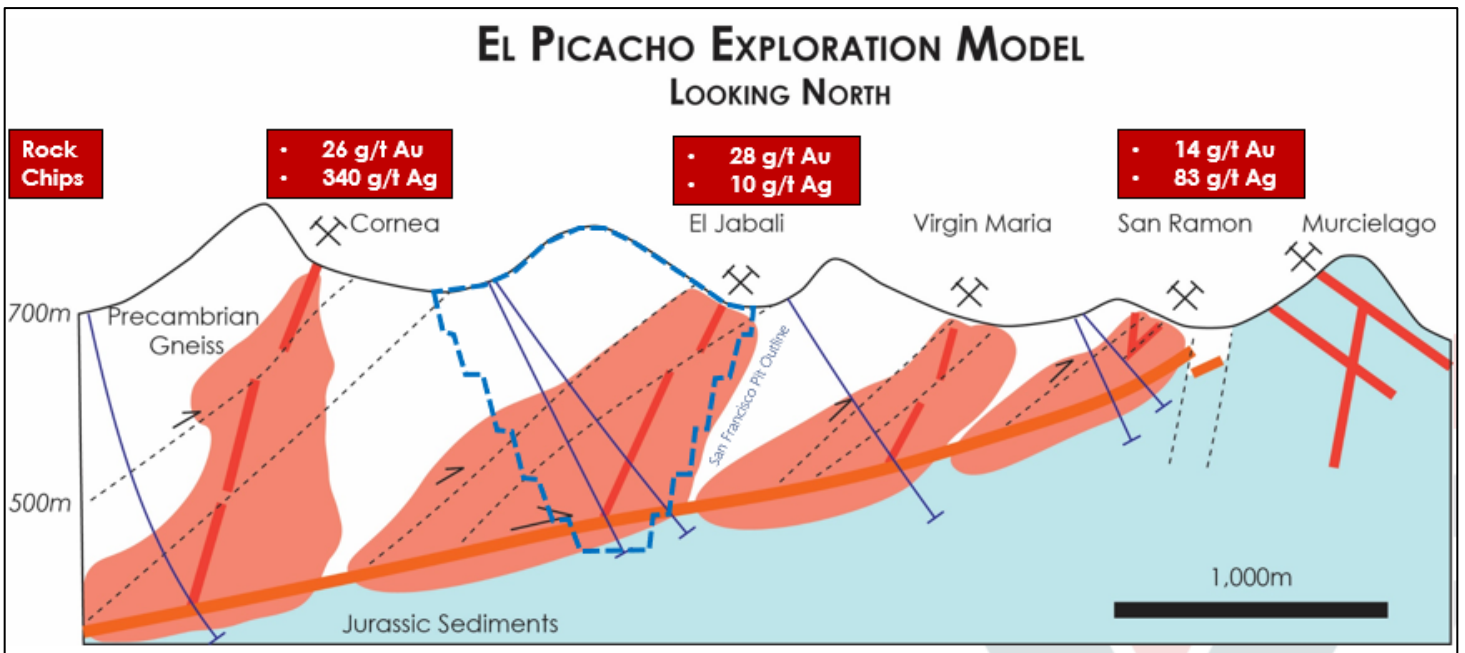 EL PICACHO EXPLORATION MODEL
LOOKING NORTH
Rock
Chips
• 26 g/t Au
• 340 g/t Ag
• 28 g/t Au
• 10 g/t Ag
• 14 g/t Au
• 83 g/t Ag
Cornea
El Jabali
Virgin Maria
San Ramon
Murcielago
700m
Precambrian
Gneiss
San Francisco Pit Outline
500m
1,000m
Jurassic Sediments